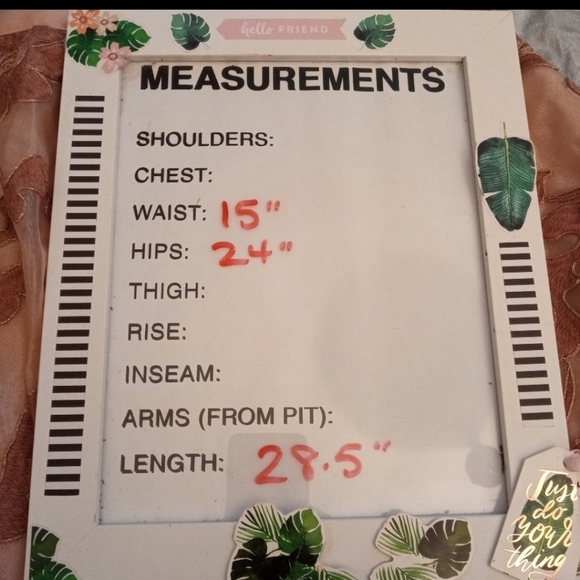 hello FRIEND
MEASUREMENTS
SHOULDERS:
CHEST:
WAIST: 15"
HIPS: 24"
THIGH:
RISE:
INSEAM:
ARMS (FROM PIT):
LENGTH: 28.5"
Just
do
your
thing